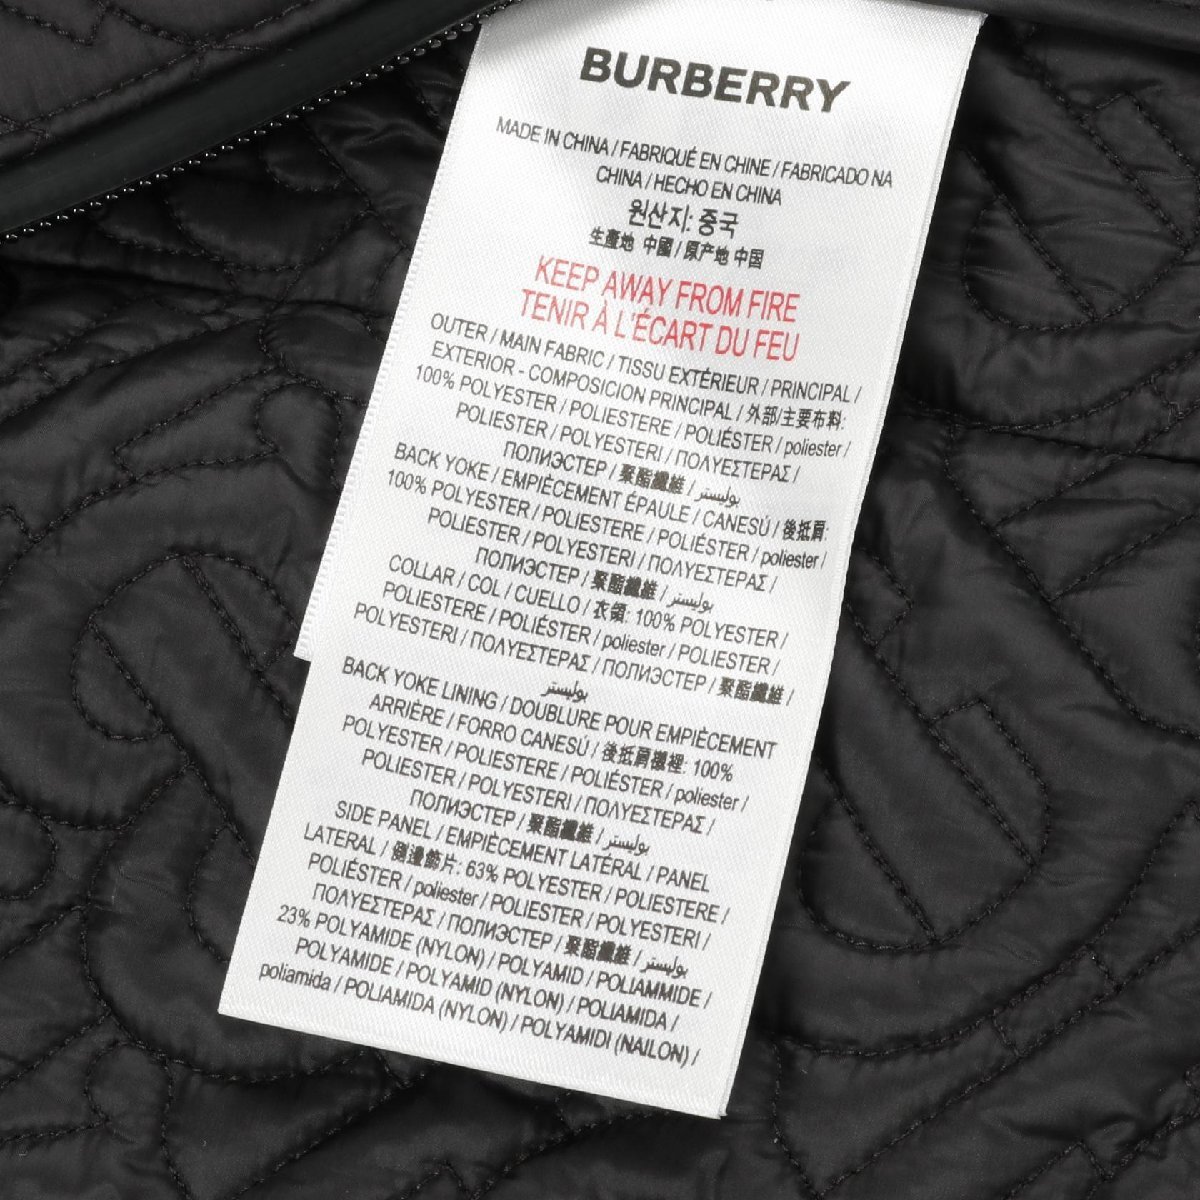 BURBERRY
MADE IN CHINA / FABRIQUÉ EN CHINE / FABRICADO NA
CHINA / HECHO EN CHINA
원산지: 중국
生產地 中國 / 原产地 中国
KEEP AWAY FROM FIRE
TENIR À L'ÉCART DU FEU
OUTER / MAIN FABRIC / TISSU EXTÉRIEUR / PRINCIPAL /
EXTERIOR - COMPOSICION PRINCIPAL / 外部/主要布料:
100% POLYESTER / POLIESTERE / POLIÉSTER / poliester /
POLIESTER / POLYESTERI / ΠΟΛΥΕΣΤΕΡΑΣ /
ПОЛИЭСТЕР / 聚酯纖維 / بوليستر
BACK YOKE / EMPIÈCEMENT ÉPAULE / CANESÚ / 後抵肩:
100% POLYESTER / POLIESTERE / POLIÉSTER / poliester /
POLIESTER / POLYESTERI / ΠΟΛΥΕΣΤΕΡΑΣ /
ПОЛИЭСТЕР / 聚酯纖維 / بوليستر
COLLAR / COL / CUELLO / 衣領: 100% POLYESTER /
POLIESTERE / POLIÉSTER / poliester / POLIESTER /
POLYESTERI / ΠΟΛΥΕΣΤΕΡΑΣ / ПОЛИЭСТЕР / 聚酯纖維 /
بوليستر
BACK YOKE LINING / DOUBLURE POUR EMPIÈCEMENT
ARRIÈRE / FORRO CANESÚ / 後抵肩襯裡: 100%
POLYESTER / POLIESTERE / POLIÉSTER / poliester /
POLIESTER / POLYESTERI / ΠΟΛΥΕΣΤΕΡΑΣ /
ПОЛИЭСТЕР / 聚酯纖維 / بوليستر
SIDE PANEL / EMPIÈCEMENT LATÉRAL / PANEL
LATERAL / 側邊墊片: 63% POLYESTER / POLIESTERE /
POLIÉSTER / poliester / POLIESTER / POLYESTERI /
ΠΟΛΥΕΣΤΕΡΑΣ / ПОЛИЭСТЕР / 聚酯纖維 / بوليستر
23% POLYAMIDE (NYLON) / POLYAMID / POLIAMMIDE /
POLYAMIDE / POLYAMID (NYLON) / POLIAMIDA /
poliamida / POLIAMIDA (NYLON) / POLYAMIDI (NAILON) /